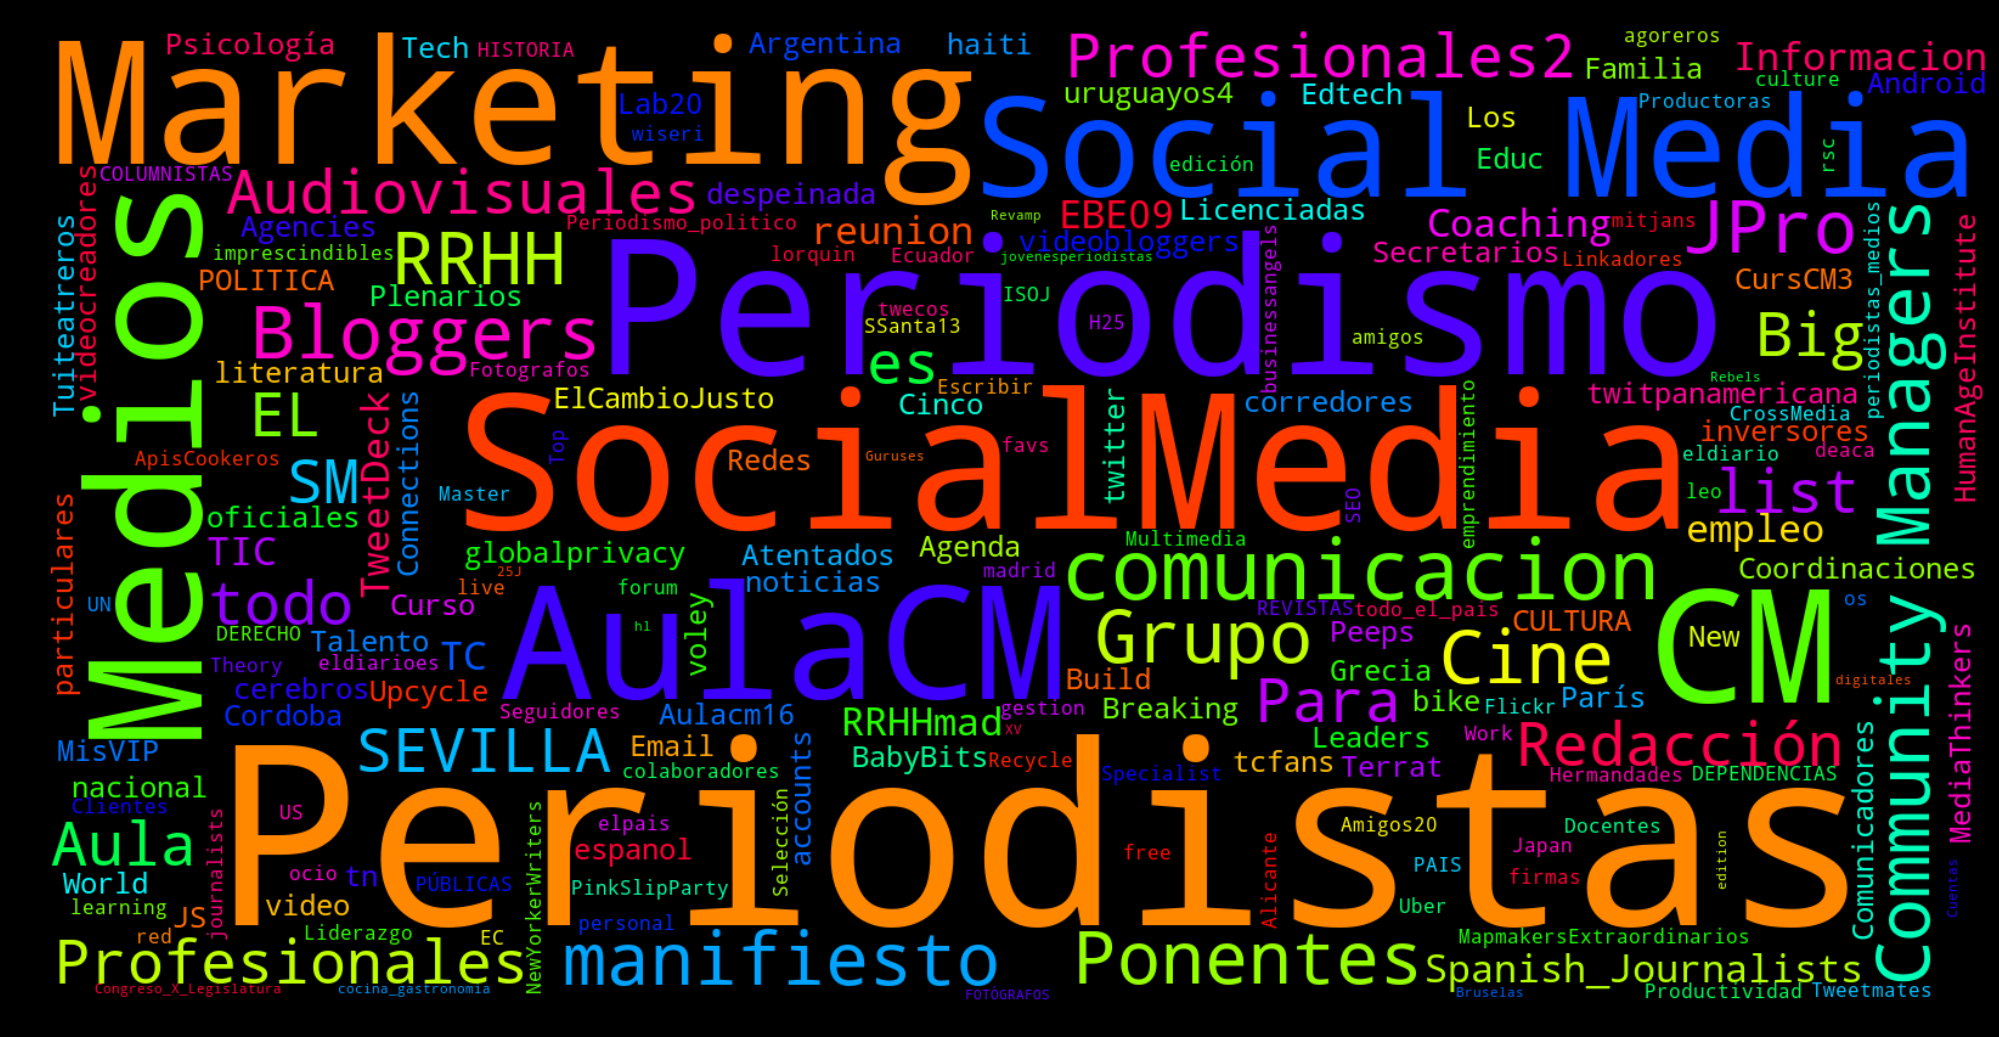 Psicología
Tech
HISTORIA
Argentina
haiti
Marketing
Lab20
wiseri
Profesionales2
agoreros
Familia
Informacion
culture
Android
uruguayos4
Edtech
Productoras
Los
Social Media
edición
Educ
rsc
COLUMNISTAS
videocreadores
Tuiteatreros
Medios
Audiovisuales
despeinada
Agencies
Periodismo_politico
reunion
imprescindibles
RRHH
POLITICA
Plenarios
lorquin
Ecuador
Revamp
EBE09
Licenciadas
videobloggers
jovenesperiodistas
businessangels
Coaching
mitjans
Secretarios
Linkadores
JPro
periodistas_medios
Managers
HumanAgeInstitute
Periodismo
Bloggers
Fotografos
literatura
twecos
SSanta13
ISOJ
H25
amigos
CursCM3
Big
es
Escribir
Rebels
EL
TweetDeck
Connections
ElCambioJusto
Cinco
twitter
corredores
twitpanamericana
CrossMedia
inversores
eldiario
deaca
ApisCookeros
SM
Master
SocialMedia
Top
Redes
Guruses
favs
SEO
emprendimiento
leo
list
particulares
oficiales
TIC
globalprivacy
Atentados
Agenda
Multimedia
empleo
Coordinaciones
noticias
madrid
comunicacion
live
25J
forum
UN
todo
Curso
hl
voley
AulaCM
REVISTAS
todo_el_pais
os
DERECHO
Talento
Grupo
Peeps
CULTURA
New
CM
Theory
eldiarioes
TC
Grecia
Cine
cerebros
Upcycle
Build
digitales
Cordoba
Seguidores
Aulacm16
RRHHmad
gestion
xv
Breaking
Para
bike
Flickr
París
Community
MediaThinkers
MisVIP
SEVILLA
Email
BabyBits
Recycle
Leaders
Work
Redacción
Comunicadores
nacional
Clientes
colaboradores
accounts
Specialist
tcfans
Terrat
Hermandades
DEPENDENCIAS
Periodistas
US
elpais
Selección
Amigos20
Docentes
Aula
journalists
espanol
free
Alicante
Japan
edition
World
ocio
tn
PÚBLICAS
NewYorkerWriters
PinkSlipParty
PAIS
firmas
Cuentas
learning
JS
video
personal
Uber
red
Liderazgo
EC
MapmakersExtraordinarios
Profesionales
manifiesto
Ponentes
Spanish_Journalists
Congreso_X_Legislatura
cocina_gastronomia
FOTÓGRAFOS
Bruselas
Productividad
Tweetmates